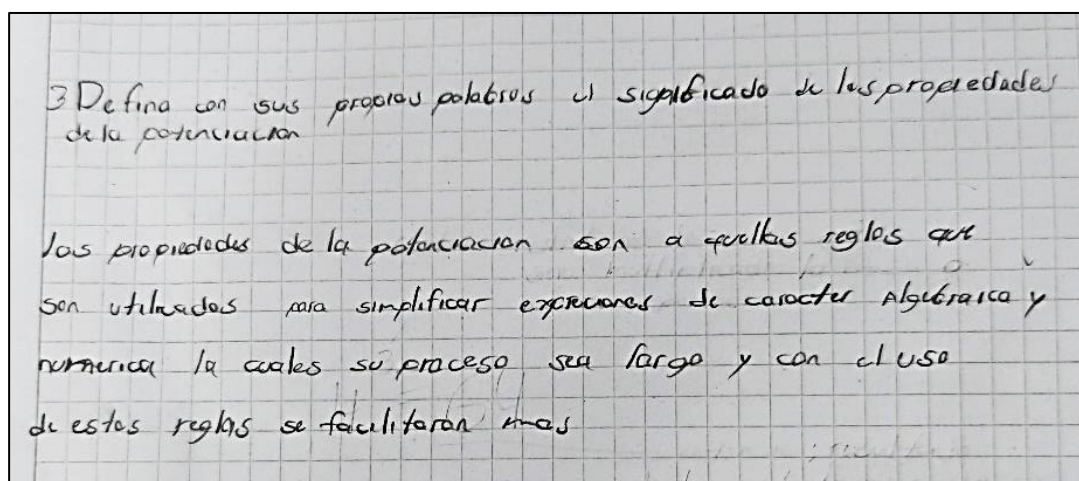 3 Defina con sus propias palabras el significado de las propiedades
de la potenciacion
las propiedades de la potenciacion son a quellas reglas que
son utilizadas para simplificar expreciones de caracter Algebraica y
numerica la cuales su proceso sea largo y con el uso
de estas reglas se facilitaran mas